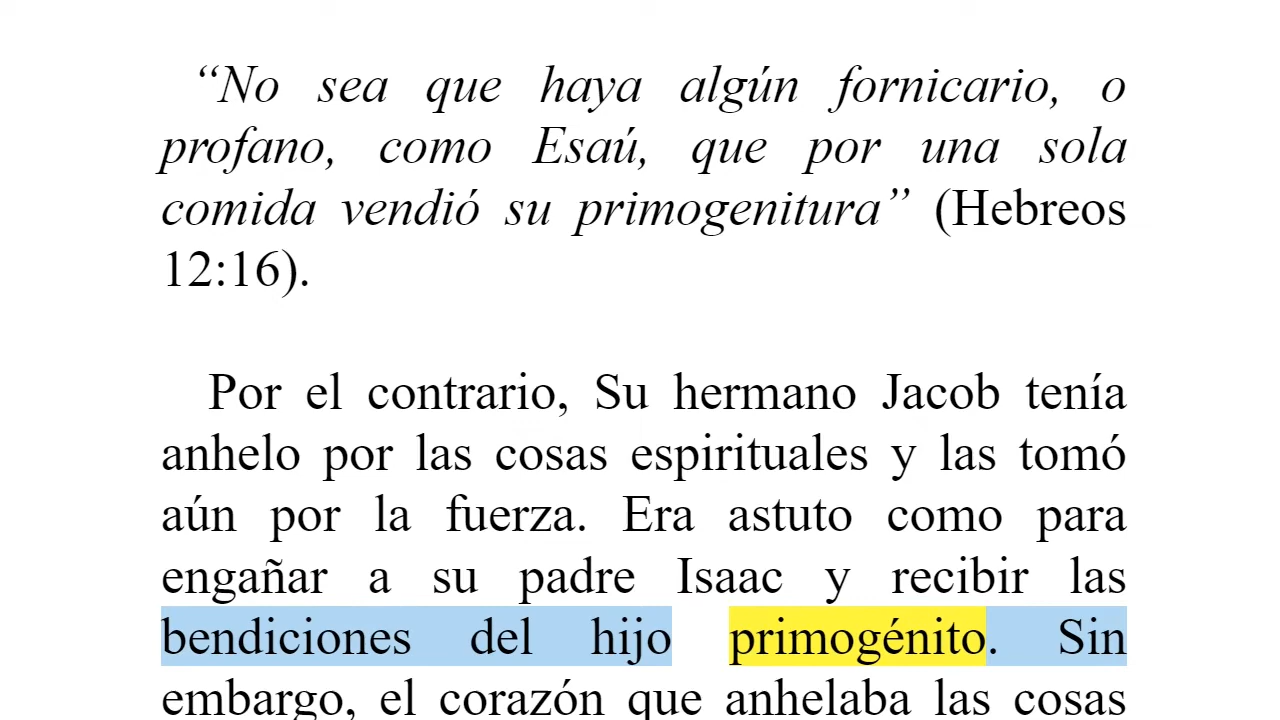 “No sea que haya algún fornicario, o
profano, como Esaú, que por una sola
comida vendió su primogenitura” (Hebreos
12:16).
Por el contrario, Su hermano Jacob tenía
anhelo por las cosas espirituales y las tomó
aún por la fuerza. Era astuto como para
engañar a su padre Isaac y recibir las
bendiciones del hijo primogénito. Sin
embargo, el corazón que anhelaba las cosas